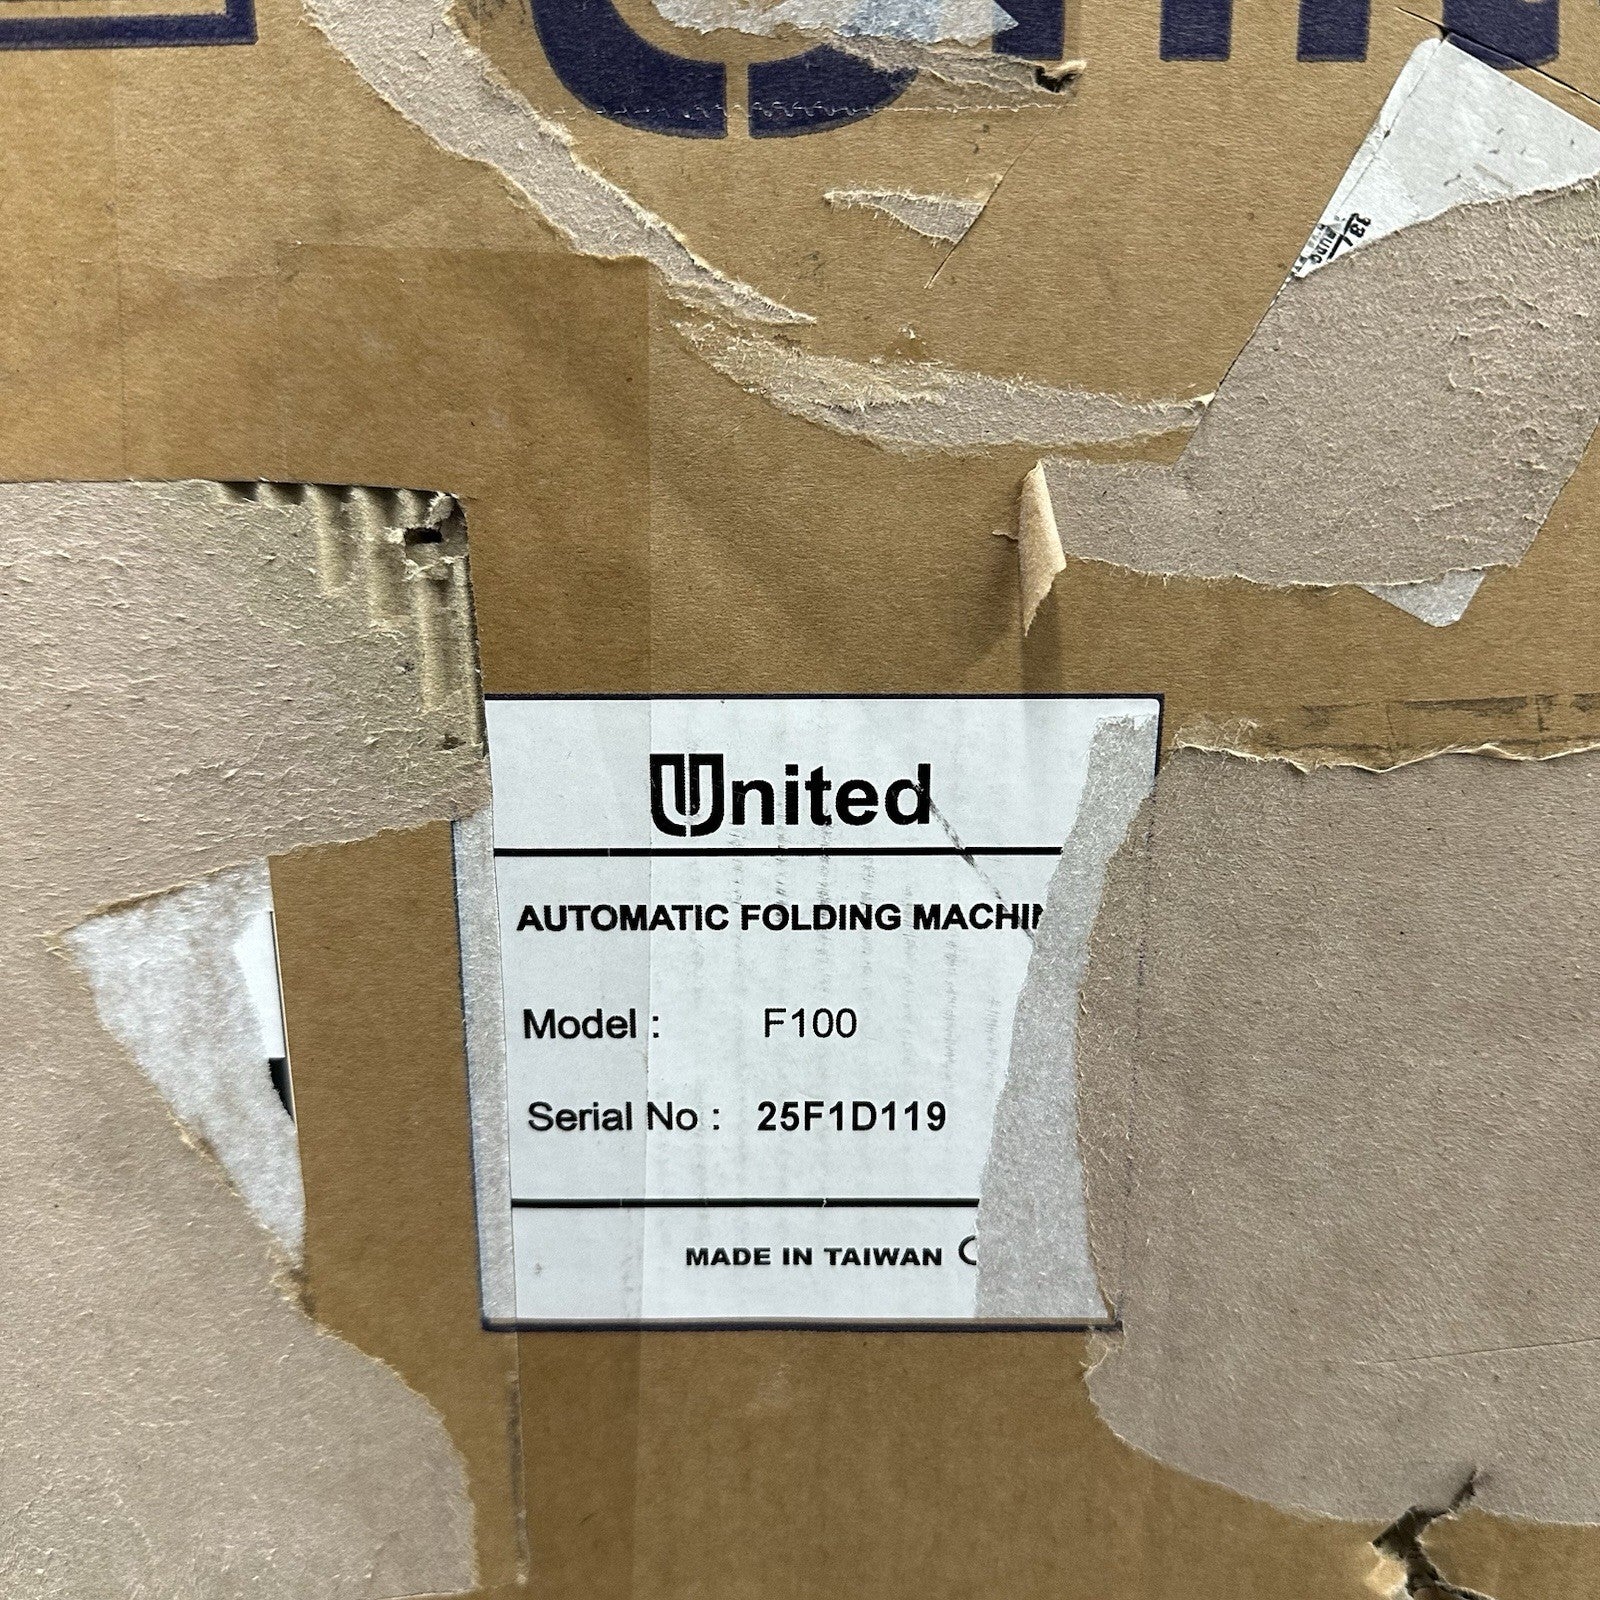 United
AUTOMATIC FOLDING MACHIN
Model : F100
Serial No : 25F1D119
MADE IN TAIWAN